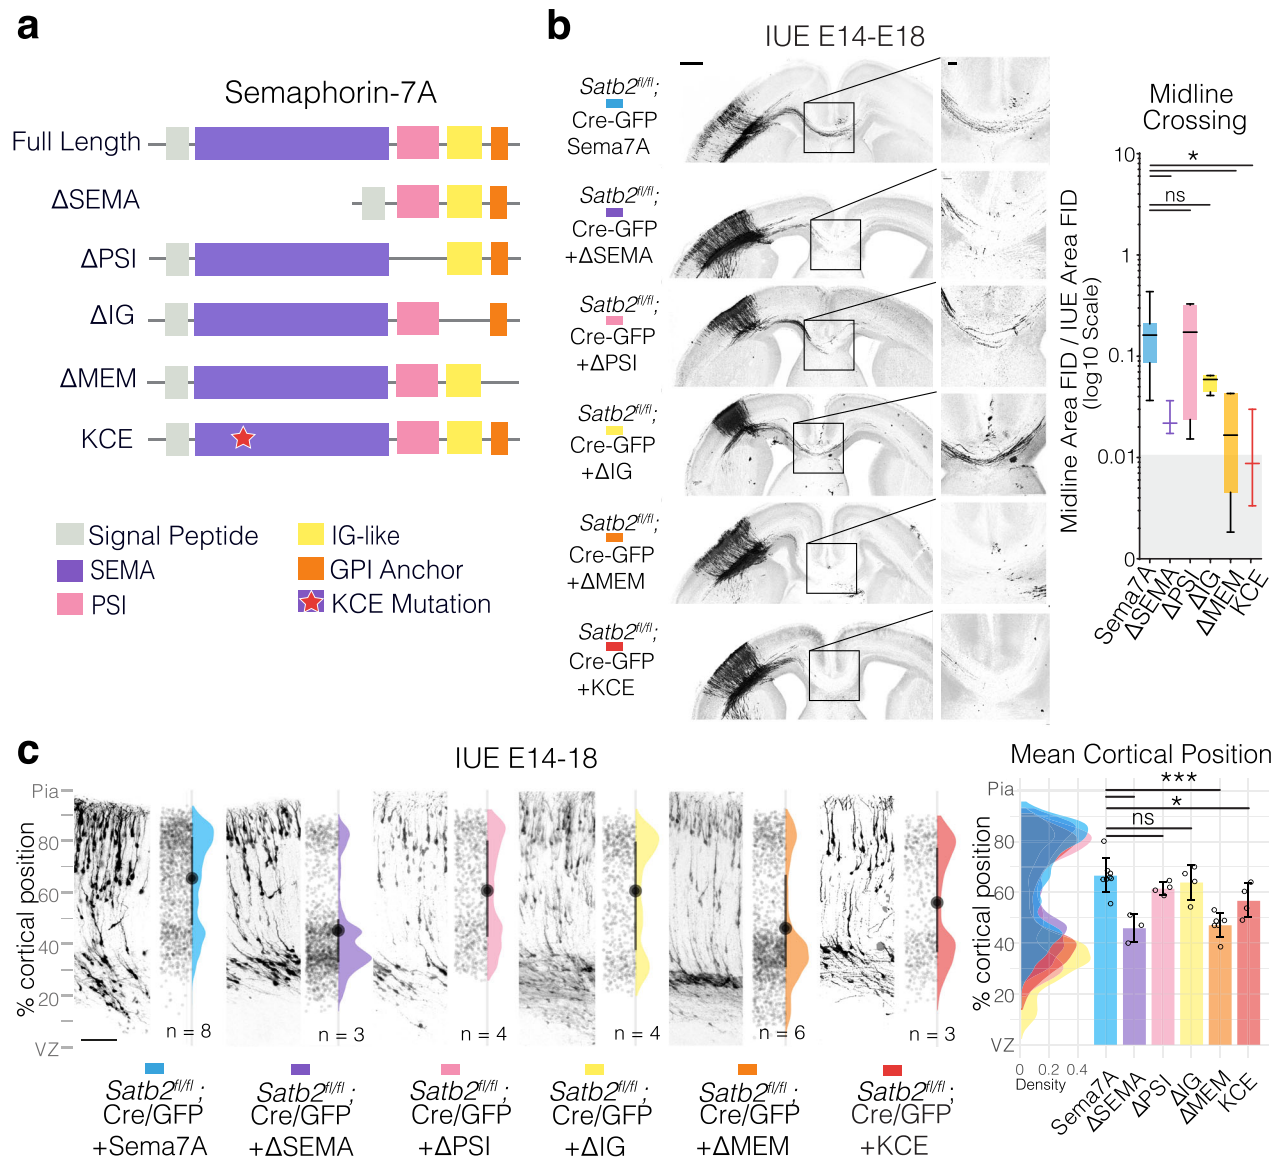 a
Semaphorin-7A
Full Length
ΔSEMA
ΔPSI
ΔIG
ΔMEM
KCE
Signal Peptide
SEMA
PSI
IG-like
GPI Anchor
KCE Mutation
b
IUE E14-E18
Satb2fl/fl;
Cre-GFP
Sema7A
Satb2fl/fl;
Cre-GFP
+ΔSEMA
Satb2fl/fl;
Cre-GFP
+ΔPSI
Satb2fl/fl;
Cre-GFP
+ΔIG
Satb2fl/fl;
Cre-GFP
+ΔMEM
Satb2fl/fl;
Cre-GFP
+KCE
Midline
Crossing
Midline Area FID / IUE Area FID
(log10 Scale)
10
1
0.1
0.01
0
*
ns
Sema7A
ΔSEMA
ΔPSI
ΔIG
ΔMEM
KCE
c
IUE E14-18
% cortical position
Pia
80
60
40
20
VZ
n = 8
n = 3
n = 4
n = 4
n = 6
n = 3
Satb2fl/fl;
Cre/GFP
+Sema7A
Satb2fl/fl;
Cre/GFP
+ΔSEMA
Satb2fl/fl;
Cre/GFP
+ΔPSI
Satb2fl/fl;
Cre/GFP
+ΔIG
Satb2fl/fl;
Cre/GFP
+ΔMEM
Satb2fl/fl;
Cre/GFP
+KCE
Mean Cortical Position
% cortical position
Pia
80
60
40
20
VZ
***
*
ns
0 0.2 0.4
Density
Sema7A
ΔSEMA
ΔPSI
ΔIG
ΔMEM
KCE